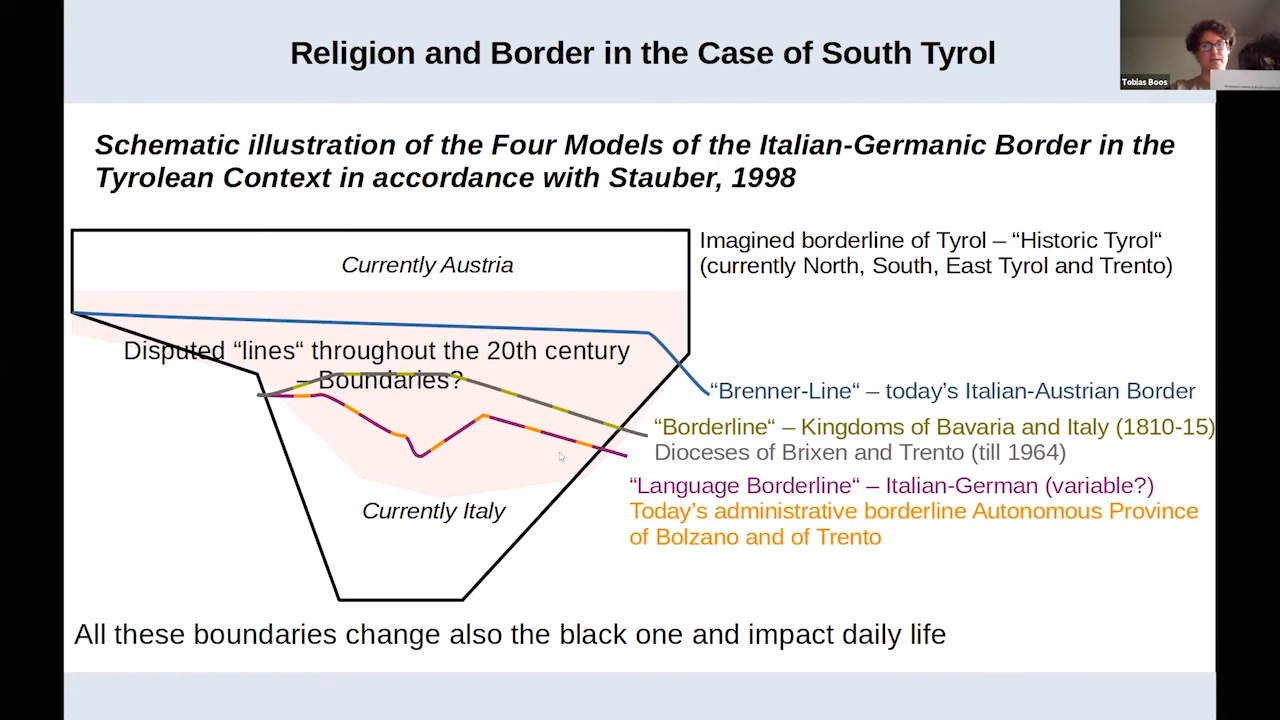 Religion and Border in the Case of South Tyrol
Tobias Boos
Schematic illustration of the Four Models of the Italian-Germanic Border in the
Tyrolean Context in accordance with Stauber, 1998
Imagined borderline of Tyrol – “Historic Tyrol“
(currently North, South, East Tyrol and Trento)
Currently Austria
Disputed “lines“ throughout the 20th century
– Boundaries?
“Brenner-Line“ – today’s Italian-Austrian Border
“Borderline“ – Kingdoms of Bavaria and Italy (1810-15)
Dioceses of Brixen and Trento (till 1964)
“Language Borderline“ – Italian-German (variable?)
Today’s administrative borderline Autonomous Province
of Bolzano and of Trento
Currently Italy
All these boundaries change also the black one and impact daily life